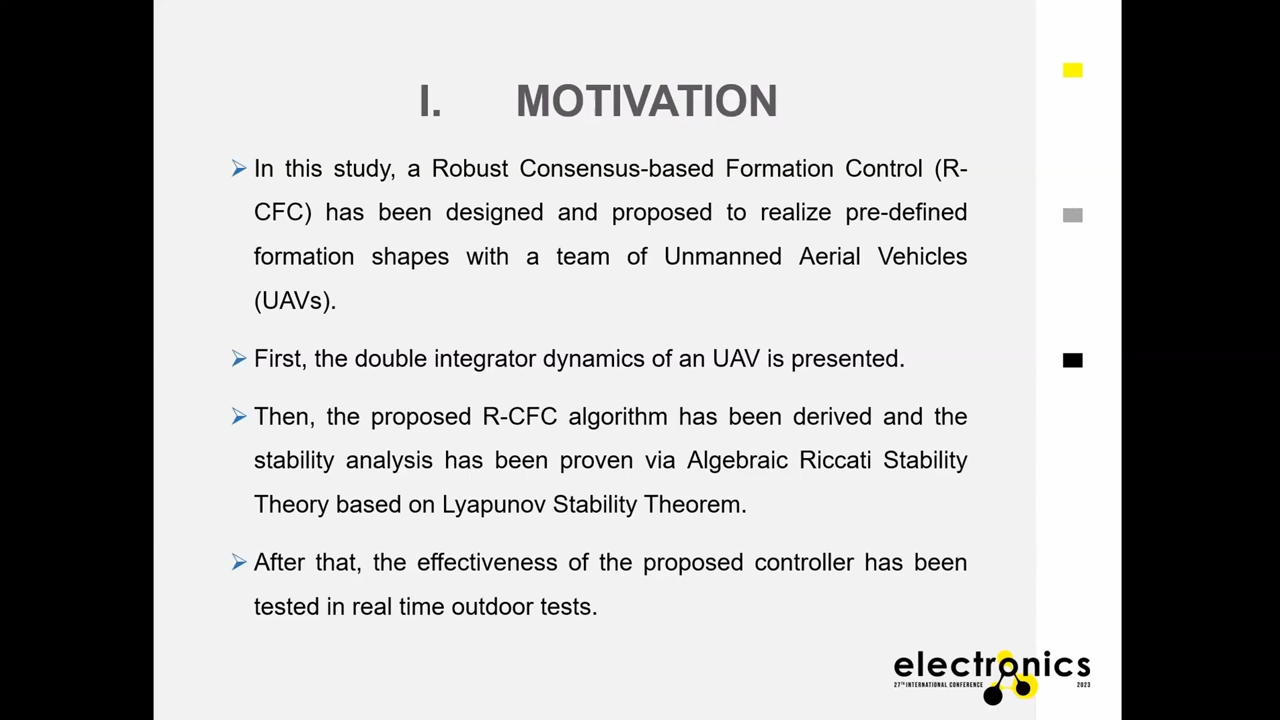 I. MOTIVATION
In this study, a Robust Consensus-based Formation Control (R-
CFC) has been designed and proposed to realize pre-defined
formation shapes with a team of Unmanned Aerial Vehicles
(UAVs).
First, the double integrator dynamics of an UAV is presented.
Then, the proposed R-CFC algorithm has been derived and the
stability analysis has been proven via Algebraic Riccati Stability
Theory based on Lyapunov Stability Theorem.
After that, the effectiveness of the proposed controller has been
tested in real time outdoor tests.
electronics
27TH INTERNATIONAL CONFERENCE 2023